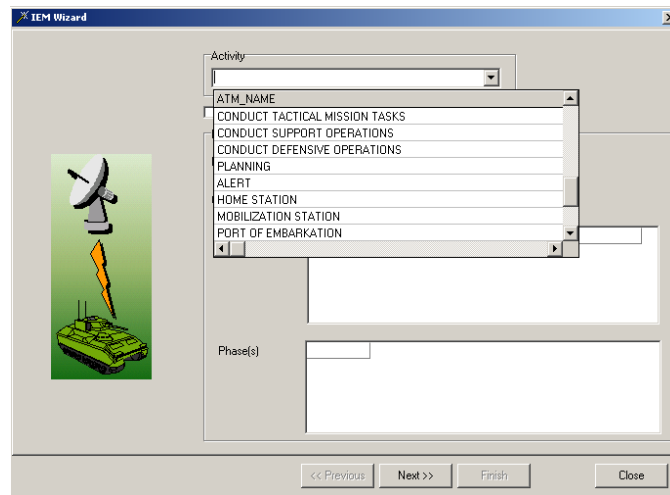 IEM Wizard
Activity
ATM_NAME
CONDUCT TACTICAL MISSION TASKS
CONDUCT SUPPORT OPERATIONS
CONDUCT DEFENSIVE OPERATIONS
PLANNING
ALERT
HOME STATION
MOBILIZATION STATION
PORT OF EMBARKATION
Phase(s)
<< Previous
Next >>
Finish
Close